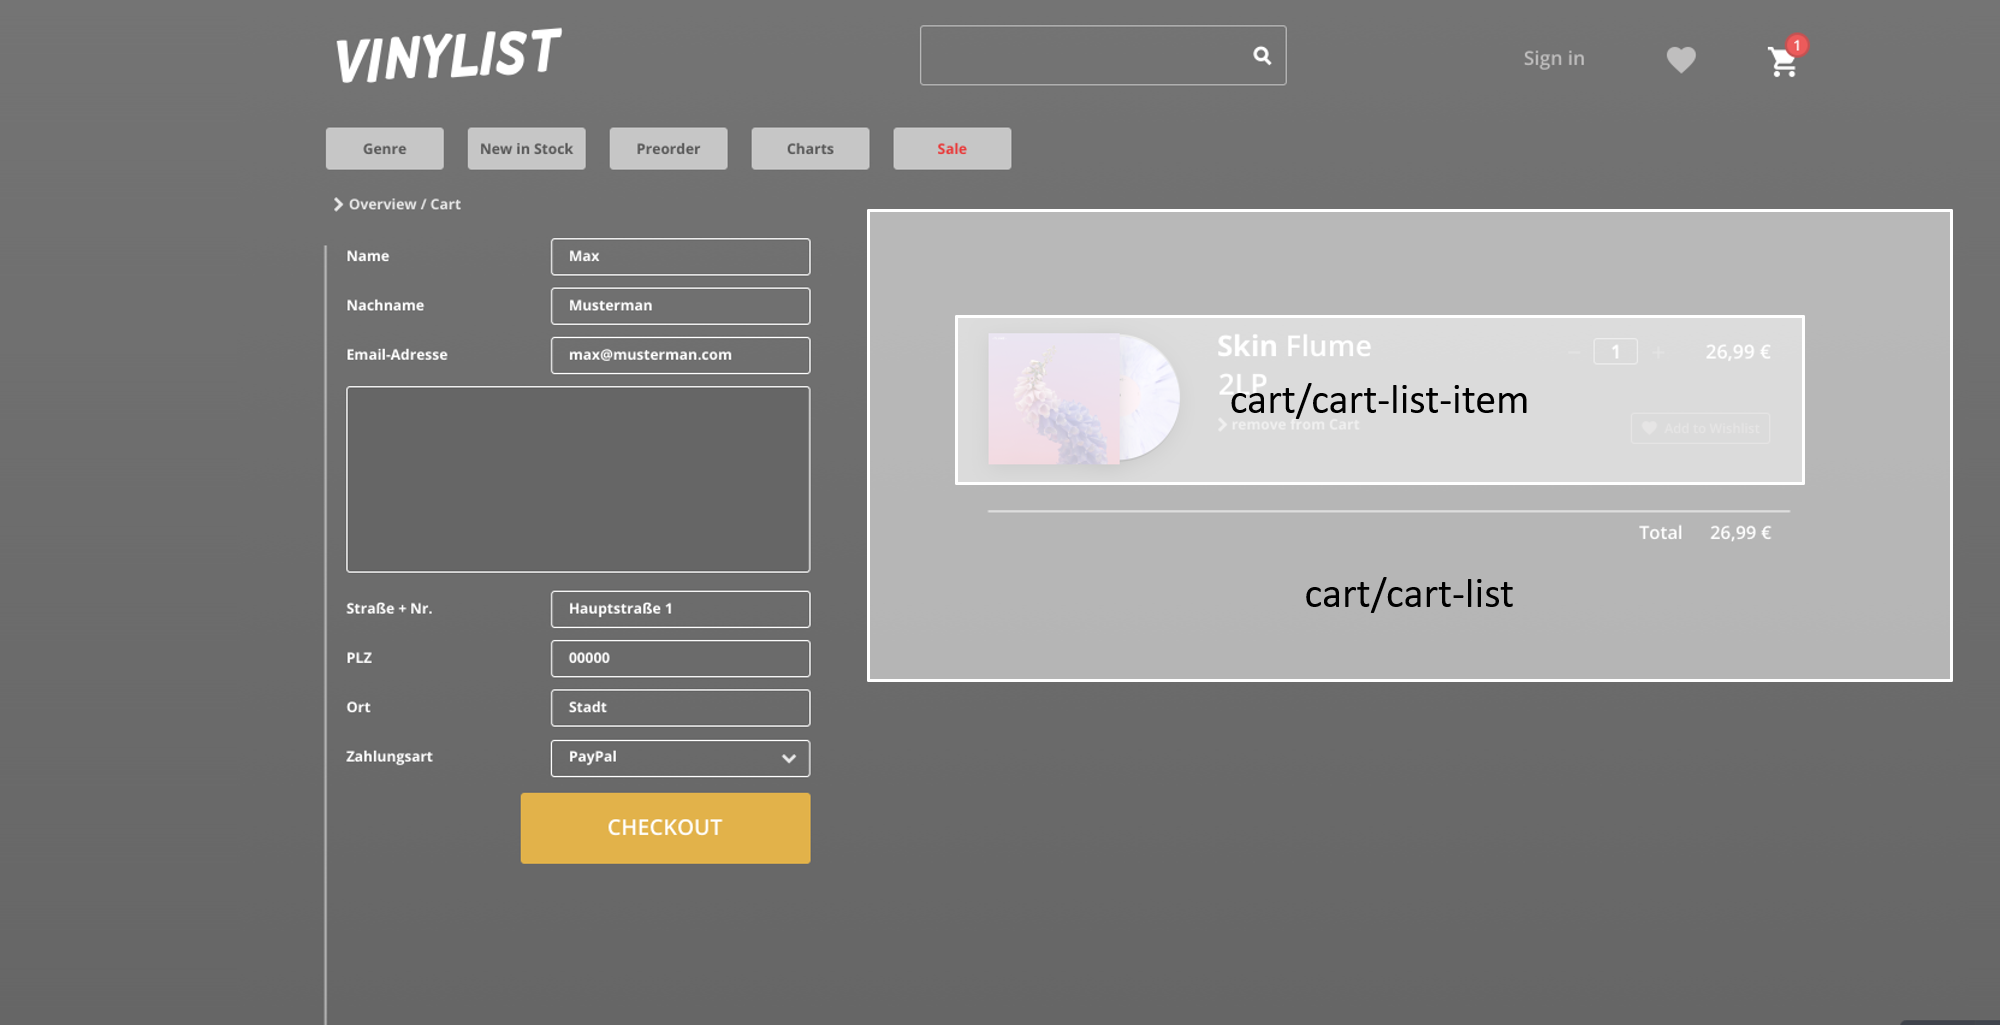 VINYLIST
Sign in
1
Genre
New in Stock
Preorder
Charts
Sale
Overview / Cart
Name
Max
Nachname
Musterman
Email-Adresse
max@musterman.com
Straße + Nr.
Hauptstraße 1
PLZ
00000
Ort
Stadt
Zahlungsart
PayPal
CHECKOUT
Skin Flume
2LP
− 1 +
26,99 €
cart/cart-list-item
remove from Cart
Add to Wishlist
Total 26,99 €
cart/cart-list